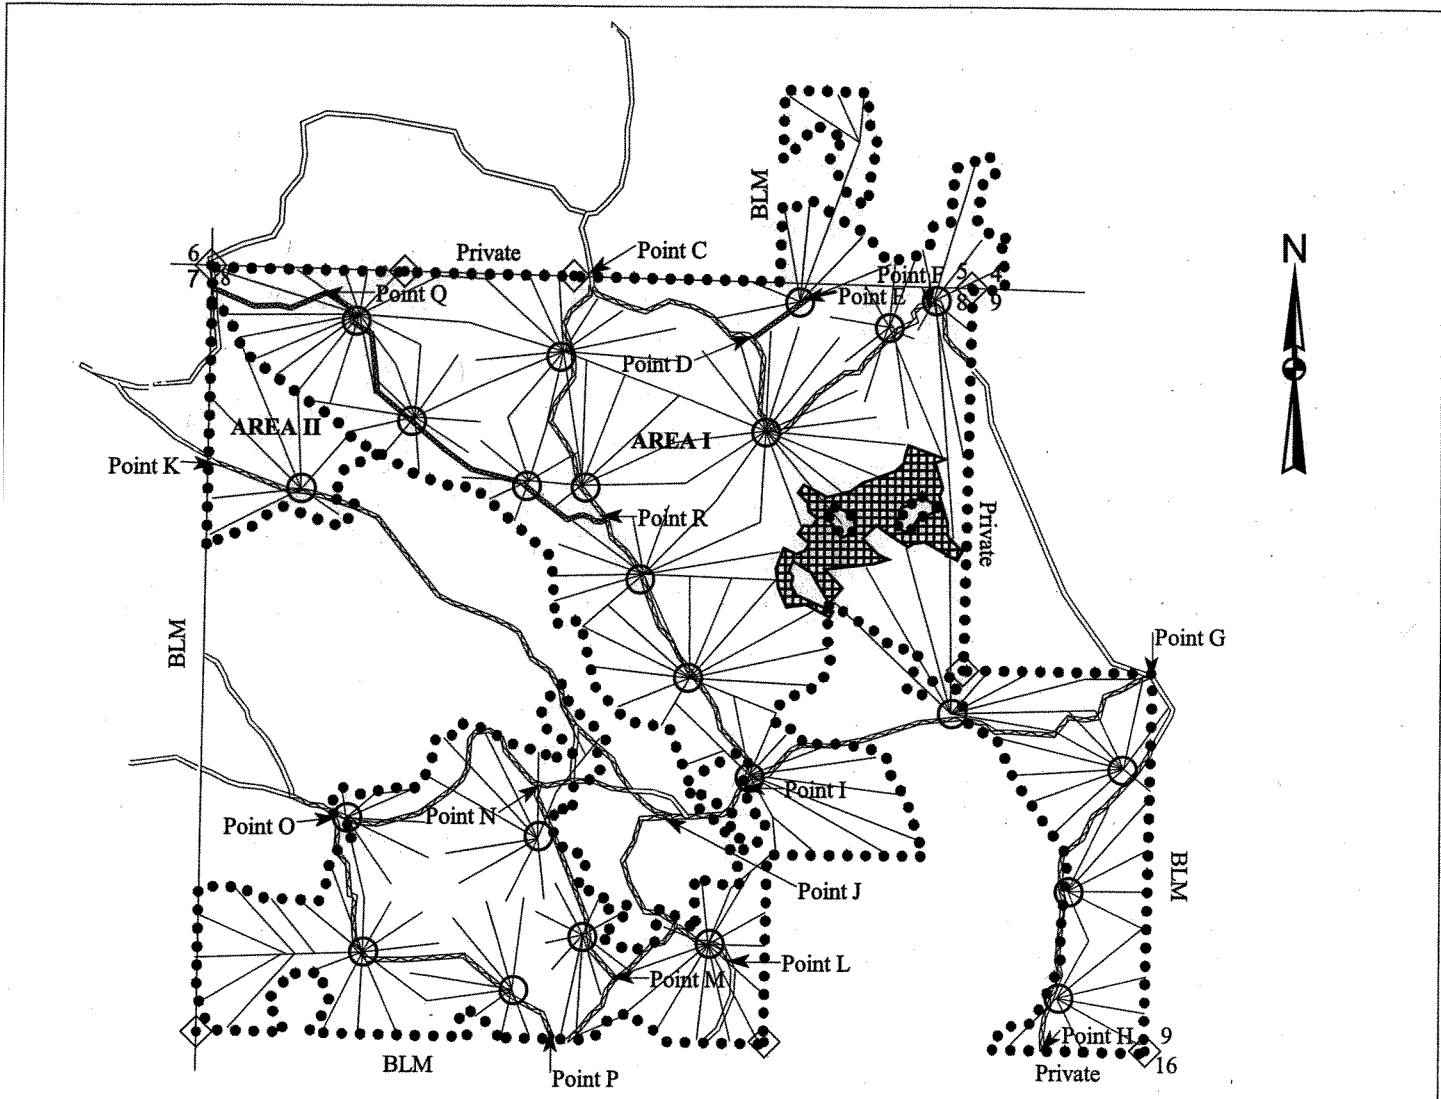 N
BLM
6
Private
Point C
7
8
Point Q
Point F
5
4
Point E
8
9
Point D
AREA II
AREA I
Point K
Point R
Private
BLM
Point G
Point I
Point O
Point N
BLM
Point J
Point L
Point M
BLM
Point P
Point H
9
Private
16